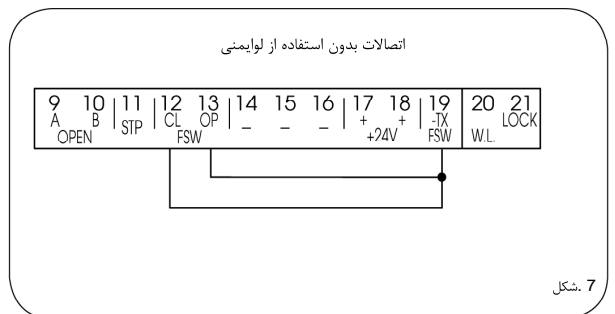 اتصالات بدون استفاده از لوایمنی
9 10 11 12 13 14 15 16 17 18 19 20 21
A B STP CL OP _ _ _ + + -TX LOCK
OPEN FSW +24V FSW W.L.
7 .شکل